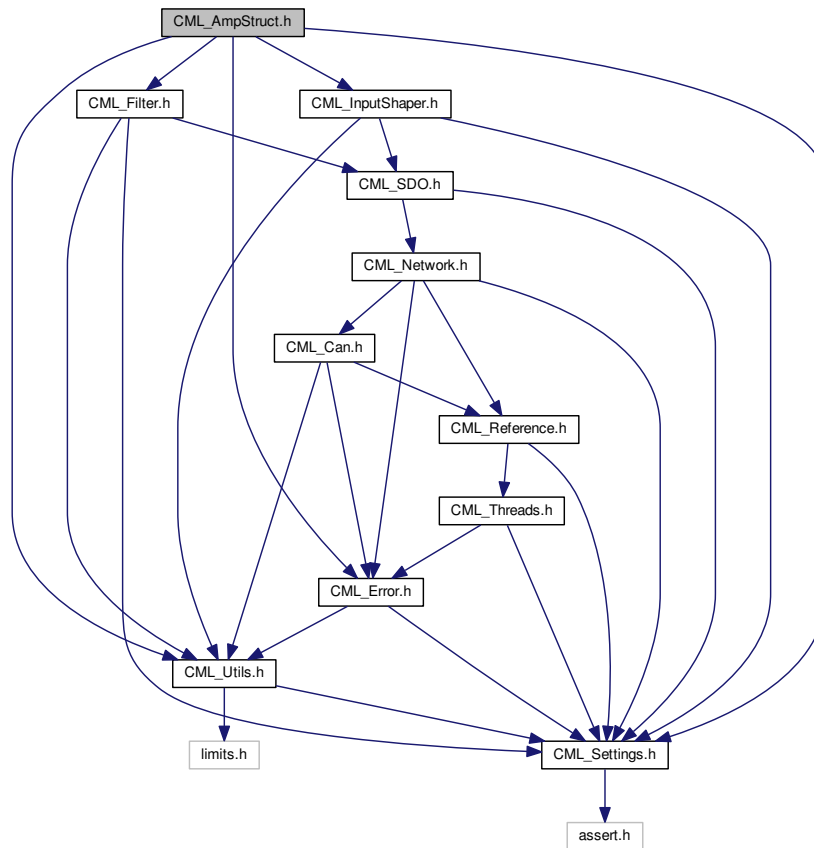 CML_AmpStruct.h
CML_Filter.h
CML_InputShaper.h
CML_SDO.h
CML_Network.h
CML_Can.h
CML_Reference.h
CML_Threads.h
CML_Error.h
CML_Utils.h
limits.h
CML_Settings.h
assert.h